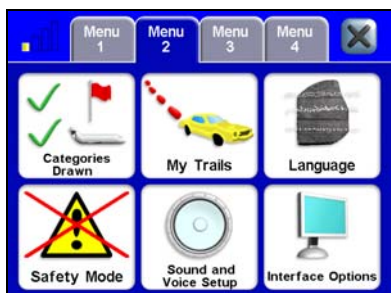 Menu 1
Menu 2
Menu 3
Menu 4
Categories
Drawn
My Trails
Language
Safety Mode
Sound and
Voice Setup
Interface Options